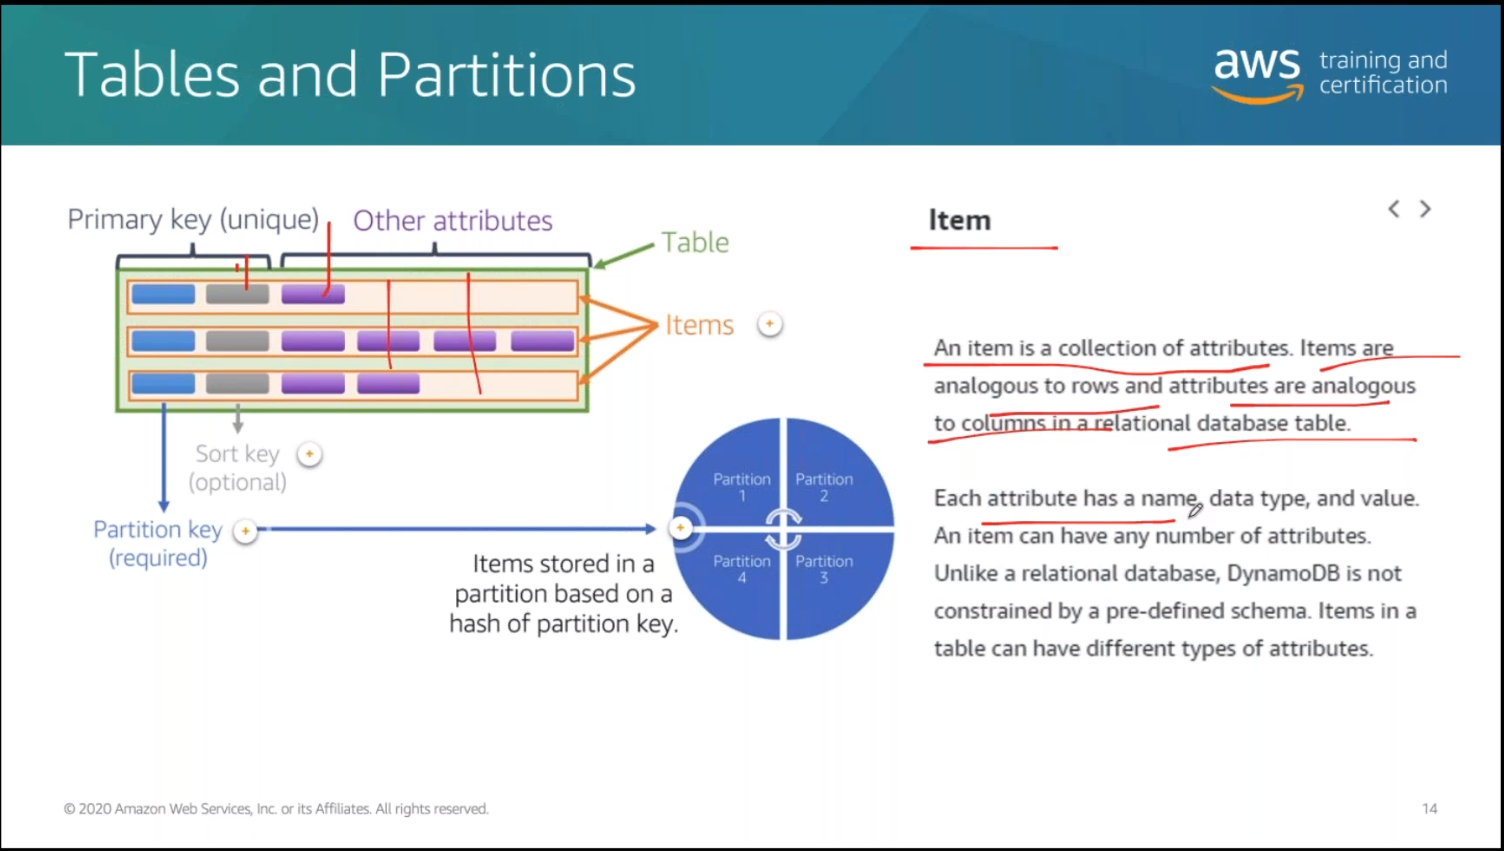 Tables and Partitions
aws training and
certification
Primary key (unique)
Other attributes
Table
Items
Sort key
(optional)
Partition key
(required)
Items stored in a
partition based on a
hash of partition key.
Partition
1
Partition
2
Partition
4
Partition
3
Item
An item is a collection of attributes. Items are
analogous to rows and attributes are analogous
to columns in a relational database table.
Each attribute has a name, data type, and value.
An item can have any number of attributes.
Unlike a relational database, DynamoDB is not
constrained by a pre-defined schema. Items in a
table can have different types of attributes.
© 2020 Amazon Web Services, Inc. or its Affiliates. All rights reserved.
14